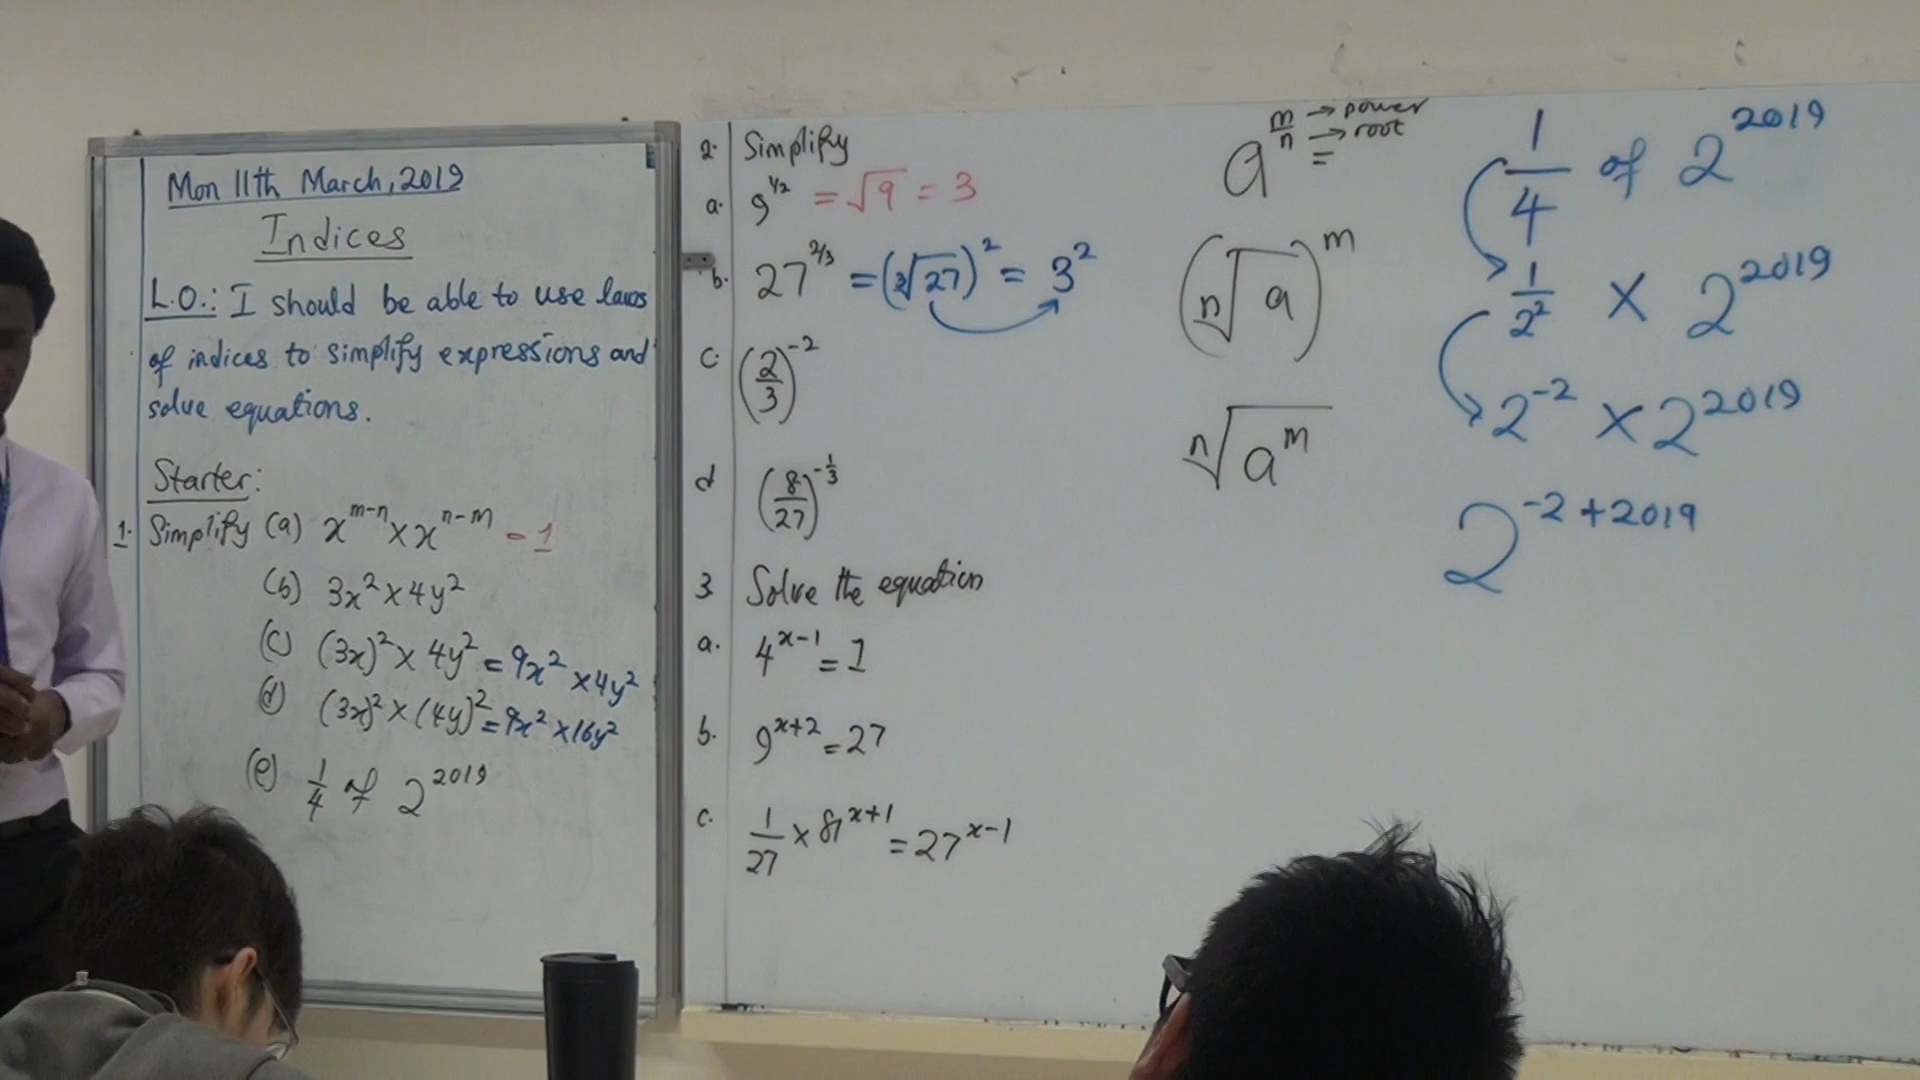 Mon 11th March, 2019
Indices
L.O.: I should be able to use laws
of indices to simplify expressions and
solve equations.
Starter:
1. Simplify (a) x^(m-n) × x^(n-m) = 1
(b) 3x² × 4y²
(c) (3x)² × 4y² = 9x² × 4y²
(d) (3x)² × (4y)² = 9x² × 16y²
(e) 1/4 of 2^2019
2. Simplify
a. 9^(1/2) = √9 = 3
b. 27^(2/3) = (∛27)² = 3²
c. (2/3)^(-2)
d (8/27)^(-1/3)
3 Solve the equation
a. 4^(x-1) = 1
b. 9^(x+2) = 27
c. 1/27 × 81^(x+1) = 27^(x-1)
a^(m/n) =
m → power
n → root
(ⁿ√a)^m
ⁿ√(a^m)
1/4 of 2^2019
1/2² × 2^2019
2^(-2) × 2^2019
2^(-2+2019)